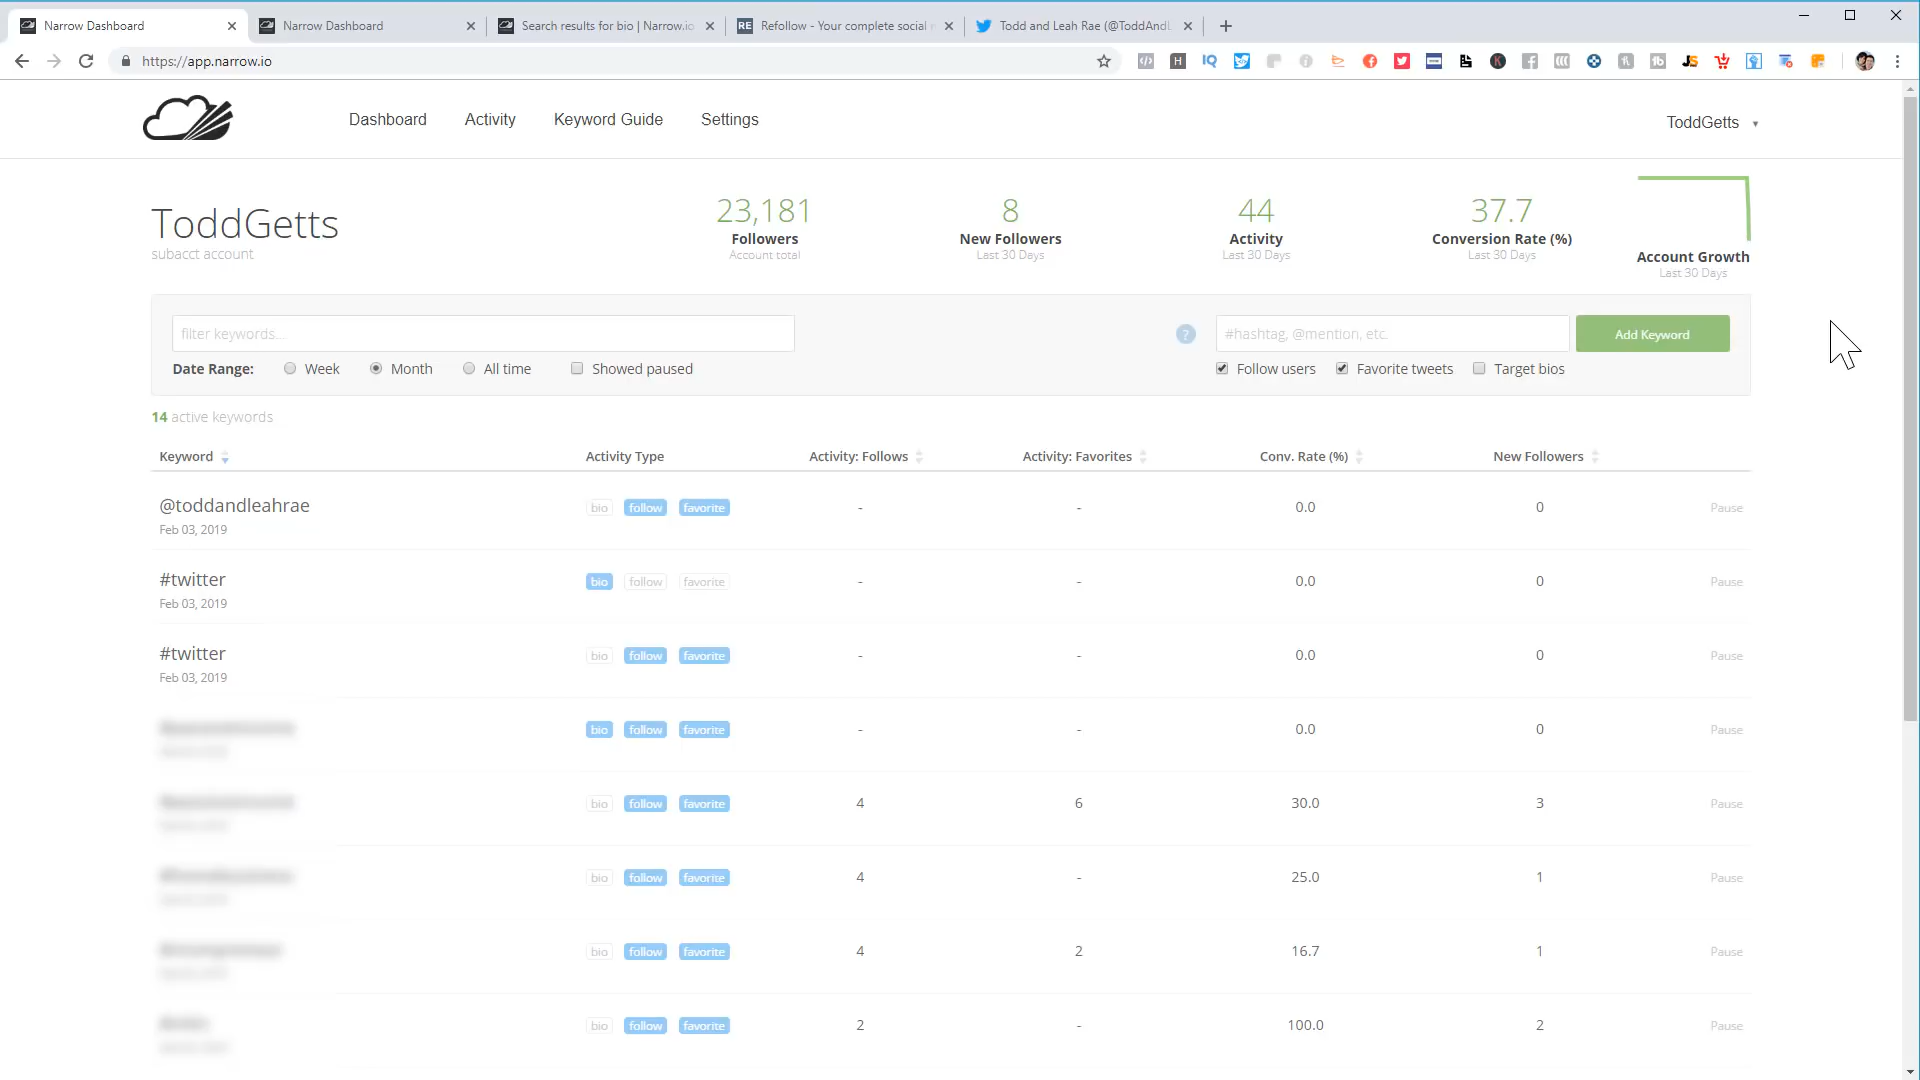 Narrow Dashboard
Narrow Dashboard
Search results for bio | Narrow.io
Refollow - Your complete social
Todd and Leah Rae (@ToddAndL
https://app.narrow.io
Dashboard
Activity
Keyword Guide
Settings
ToddGetts
ToddGetts
subacct account
23,181
Followers
Account total
8
New Followers
Last 30 Days
44
Activity
Last 30 Days
37.7
Conversion Rate (%)
Last 30 Days
Account Growth
Last 30 Days
filter keywords...
?
#hashtag, @mention, etc.
Add Keyword
Date Range:
Week
Month
All time
Showed paused
Follow users
Favorite tweets
Target bios
14 active keywords
Keyword
Activity Type
Activity: Follows
Activity: Favorites
Conv. Rate (%)
New Followers
@toddandleahrae
Feb 03, 2019
bio follow favorite - - 0.0 0 Pause
#twitter
Feb 03, 2019
bio follow favorite - - 0.0 0 Pause
#twitter
Feb 03, 2019
bio follow favorite - - 0.0 0 Pause
bio follow favorite - - 0.0 0 Pause
bio follow favorite 4 6 30.0 3 Pause
bio follow favorite 4 - 25.0 1 Pause
bio follow favorite 4 2 16.7 1 Pause
bio follow favorite 2 - 100.0 2 Pause